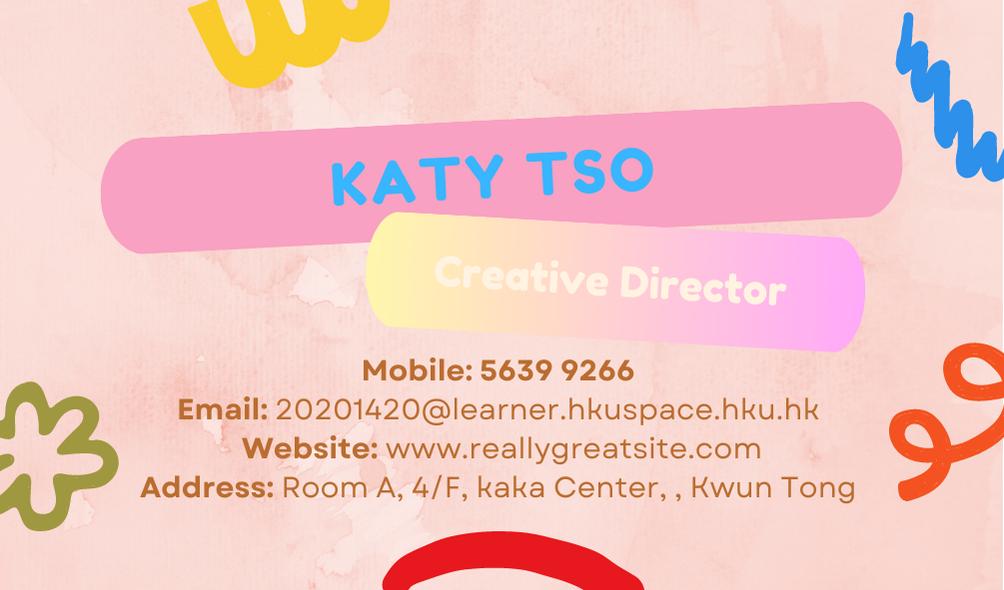 KATY TSO
Creative Director
Mobile: 5639 9266
Email: 20201420@learner.hkuspace.hku.hk
Website: www.reallygreatsite.com
Address: Room A, 4/F, kaka Center, , Kwun Tong